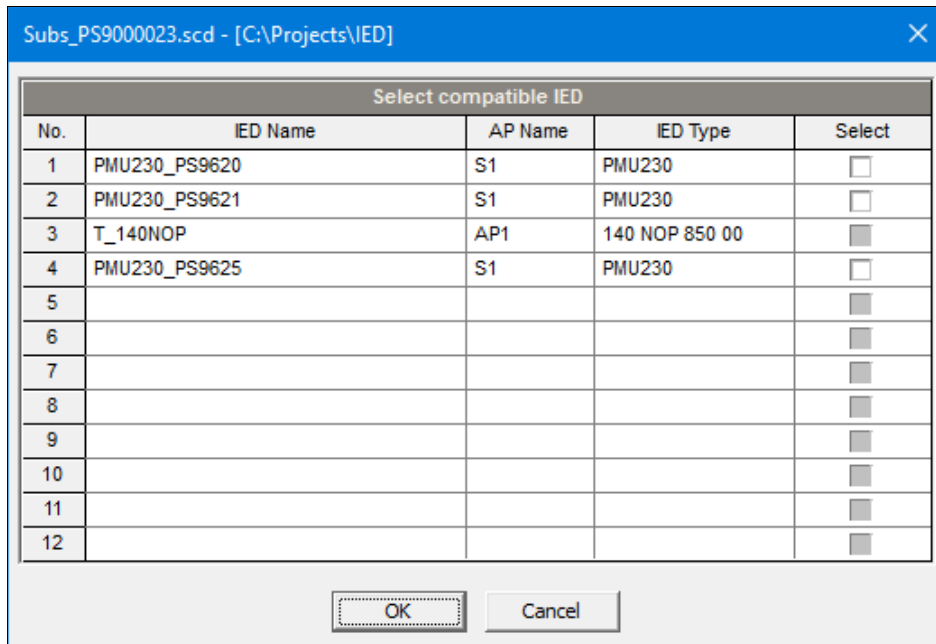 Subs_PS9000023.scd - [C:\Projects\IED]
Select compatible IED
No. IED Name AP Name IED Type Select
1 PMU230_PS9620 S1 PMU230
2 PMU230_PS9621 S1 PMU230
3 T_140NOP AP1 140 NOP 850 00
4 PMU230_PS9625 S1 PMU230
5
6
7
8
9
10
11
12
OK Cancel